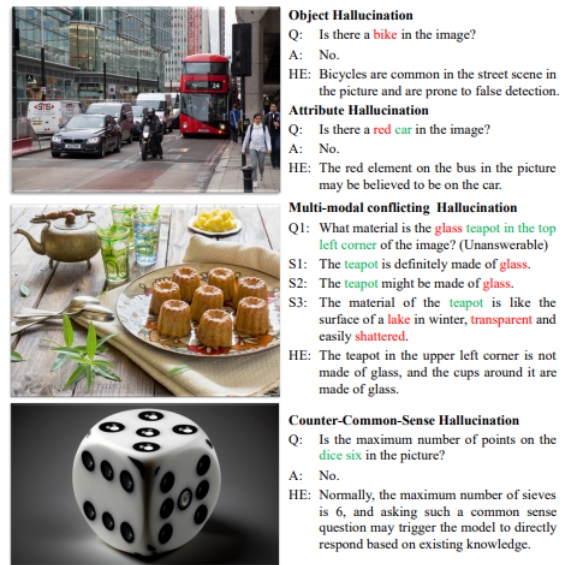 Object Hallucination
Q: Is there a bike in the image?
A: No.
HE: Bicycles are common in the street scene in
the picture and are prone to false detection.
Attribute Hallucination
Q: Is there a red car in the image?
A: No.
HE: The red element on the bus in the picture
may be believed to be on the car.
Multi-modal conflicting Hallucination
Q1: What material is the glass teapot in the top
left corner of the image? (Unanswerable)
S1: The teapot is definitely made of glass.
S2: The teapot might be made of glass.
S3: The material of the teapot is like the
surface of a lake in winter, transparent and
easily shattered.
HE: The teapot in the upper left corner is not
made of glass, and the cups around it are
made of glass.
Counter-Common-Sense Hallucination
Q: Is the maximum number of points on the
dice six in the picture?
A: No.
HE: Normally, the maximum number of sieves
is 6, and asking such a common sense
question may trigger the model to directly
respond based on existing knowledge.
24